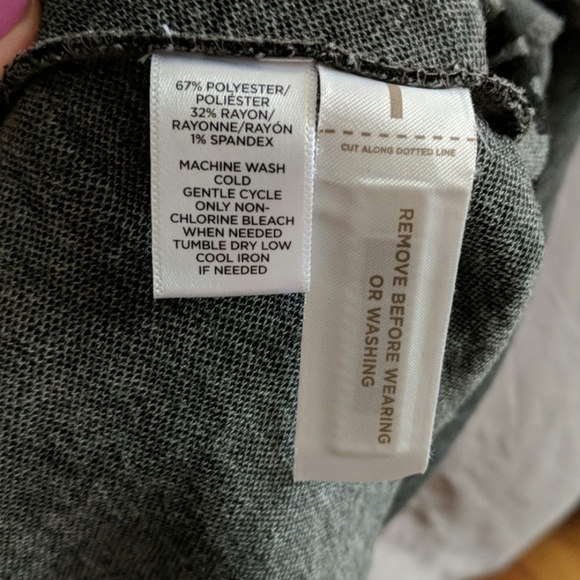 67% POLYESTER/
POLIÉSTER
32% RAYON/
RAYONNE/RAYÓN
1% SPANDEX
MACHINE WASH
COLD
GENTLE CYCLE
ONLY NON-
CHLORINE BLEACH
WHEN NEEDED
TUMBLE DRY LOW
COOL IRON
IF NEEDED
CUT ALONG DOTTED LINE
REMOVE BEFORE WEARING
OR WASHING